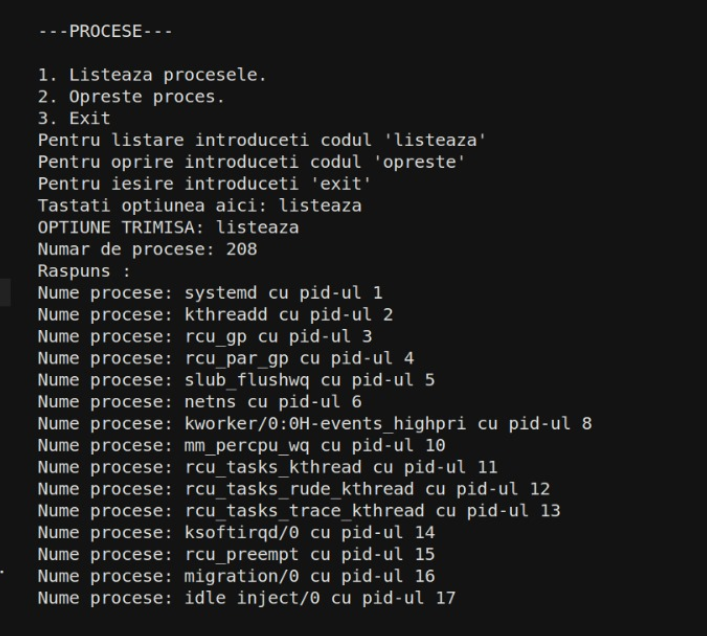 ---PROCESE---
1. Listeaza procesele.
2. Opreste proces.
3. Exit
Pentru listare introduceti codul 'listeaza'
Pentru oprire introduceti codul 'opreste'
Pentru iesire introduceti 'exit'
Tastati optiunea aici: listeaza
OPTIUNE TRIMISA: listeaza
Numar de procese: 208
Raspuns :
Nume procese: systemd cu pid-ul 1
Nume procese: kthreadd cu pid-ul 2
Nume procese: rcu_gp cu pid-ul 3
Nume procese: rcu_par_gp cu pid-ul 4
Nume procese: slub_flushwq cu pid-ul 5
Nume procese: netns cu pid-ul 6
Nume procese: kworker/0:0H-events_highpri cu pid-ul 8
Nume procese: mm_percpu_wq cu pid-ul 10
Nume procese: rcu_tasks_kthread cu pid-ul 11
Nume procese: rcu_tasks_rude_kthread cu pid-ul 12
Nume procese: rcu_tasks_trace_kthread cu pid-ul 13
Nume procese: ksoftirqd/0 cu pid-ul 14
Nume procese: rcu_preempt cu pid-ul 15
Nume procese: migration/0 cu pid-ul 16
Nume procese: idle inject/0 cu pid-ul 17